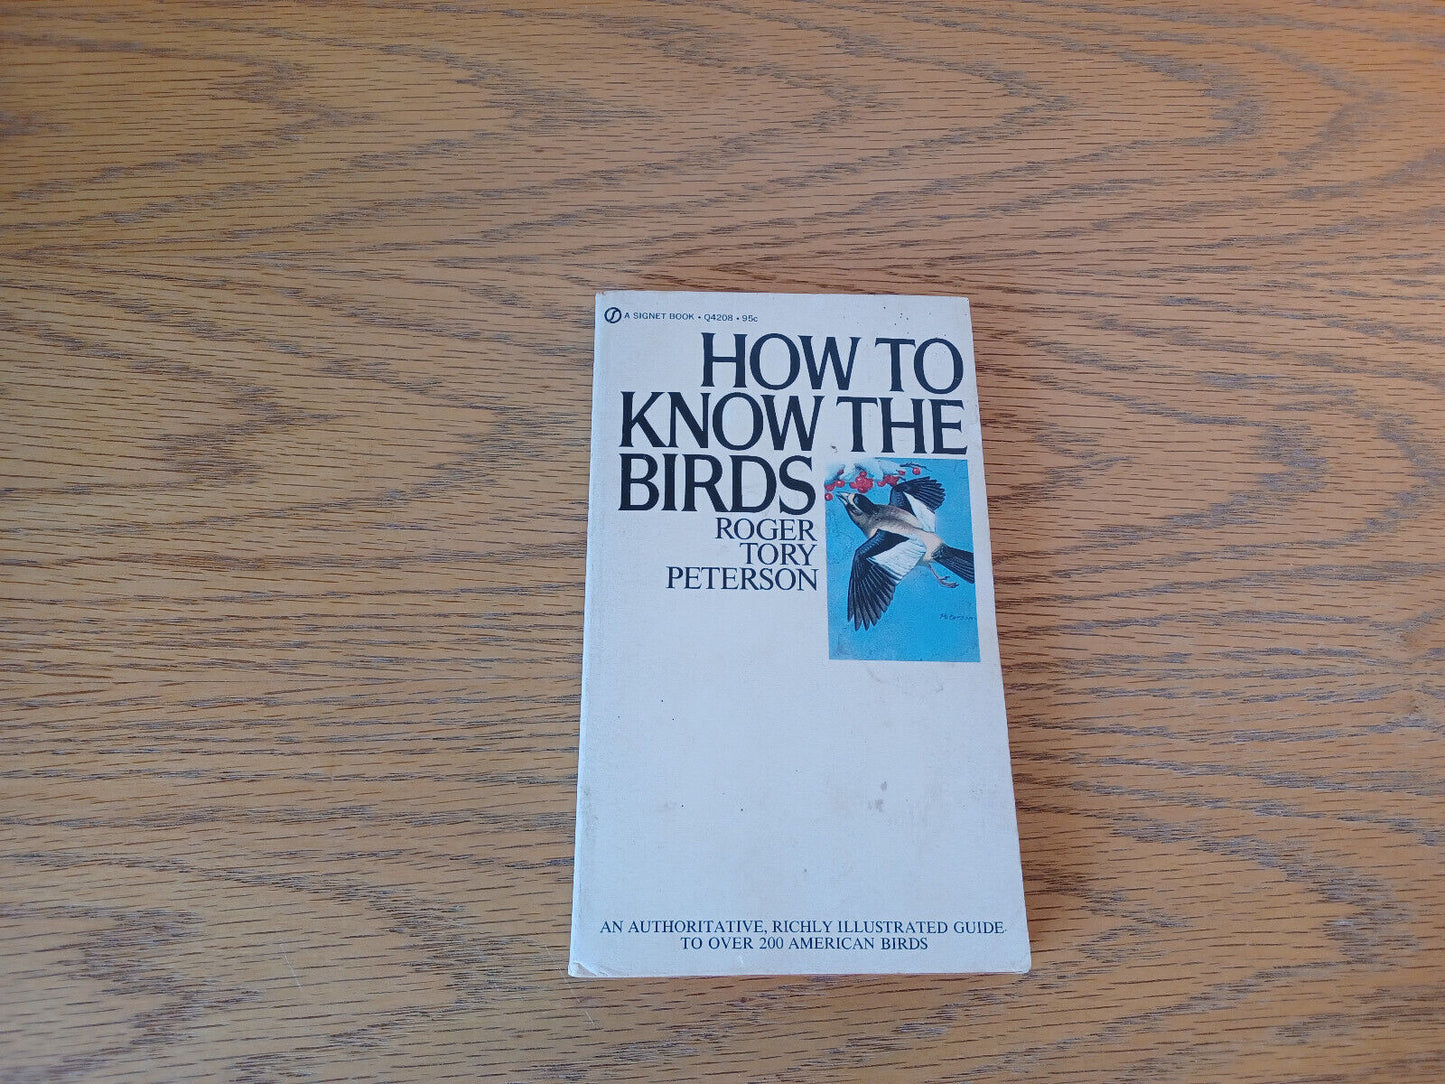 A SIGNET BOOK • Q4208 • 95c
HOW TO
KNOW THE
BIRDS
ROGER
TORY
PETERSON
AN AUTHORITATIVE, RICHLY ILLUSTRATED GUIDE
TO OVER 200 AMERICAN BIRDS